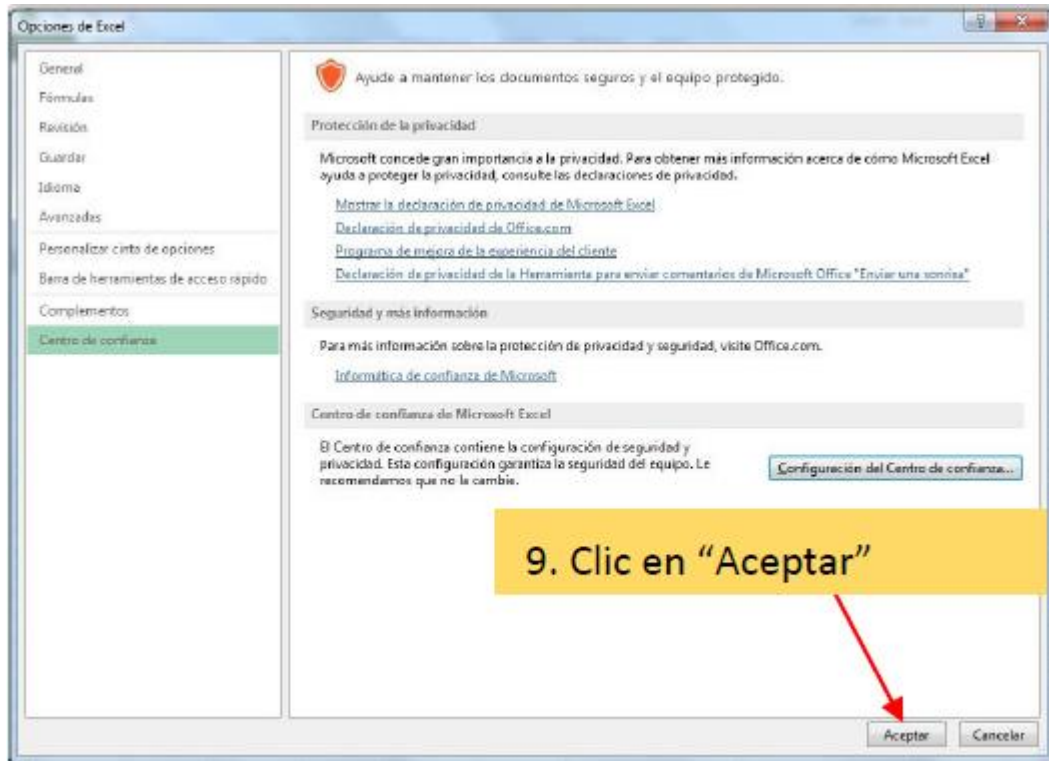 Opciones de Excel
General
Fórmulas
Revisión
Guardar
Idioma
Avanzadas
Personalizar cinta de opciones
Barra de herramientas de acceso rápido
Complementos
Centro de confianza
Ayude a mantener los documentos seguros y el equipo protegido.
Protección de la privacidad
Microsoft concede gran importancia a la privacidad. Para obtener más información acerca de cómo Microsoft Excel
ayuda a proteger la privacidad, consulte las declaraciones de privacidad.
Mostrar la declaración de privacidad de Microsoft Excel
Declaración de privacidad de Office.com
Programa de mejora de la experiencia del cliente
Declaración de privacidad de la Herramienta para enviar comentarios de Microsoft Office "Enviar una sonrisa"
Seguridad y más información
Para más información sobre la protección de privacidad y seguridad, visite Office.com.
Informática de confianza de Microsoft
Centro de confianza de Microsoft Excel
El Centro de confianza contiene la configuración de seguridad y
privacidad. Esta configuración garantiza la seguridad del equipo. Le
recomendamos que no la cambie.
Configuración del Centro de confianza...
9. Clic en “Aceptar”
Aceptar
Cancelar